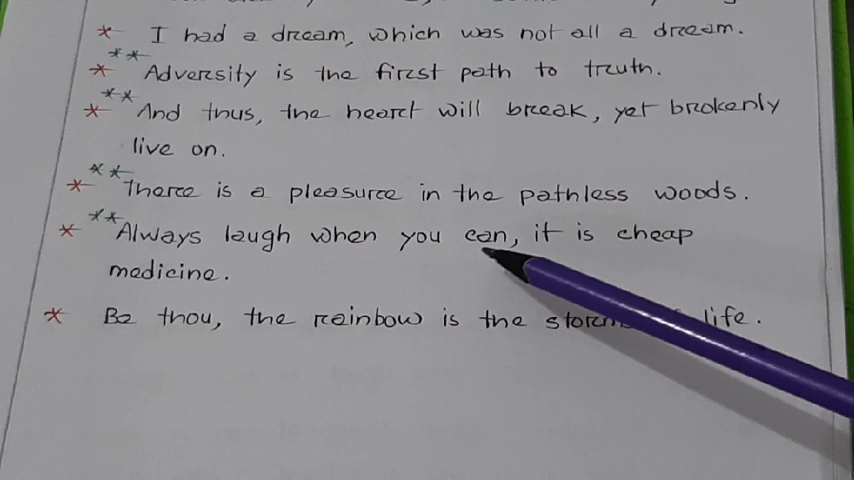 * I had a dream, which was not all a dream.
** * Adversity is the first path to truth.
** * And thus, the heart will break, yet brokenly
live on.
** * There is a pleasure in the pathless woods.
** * Always laugh when you can, it is cheap
medicine.
* Be thou, the rainbow is the storms life.